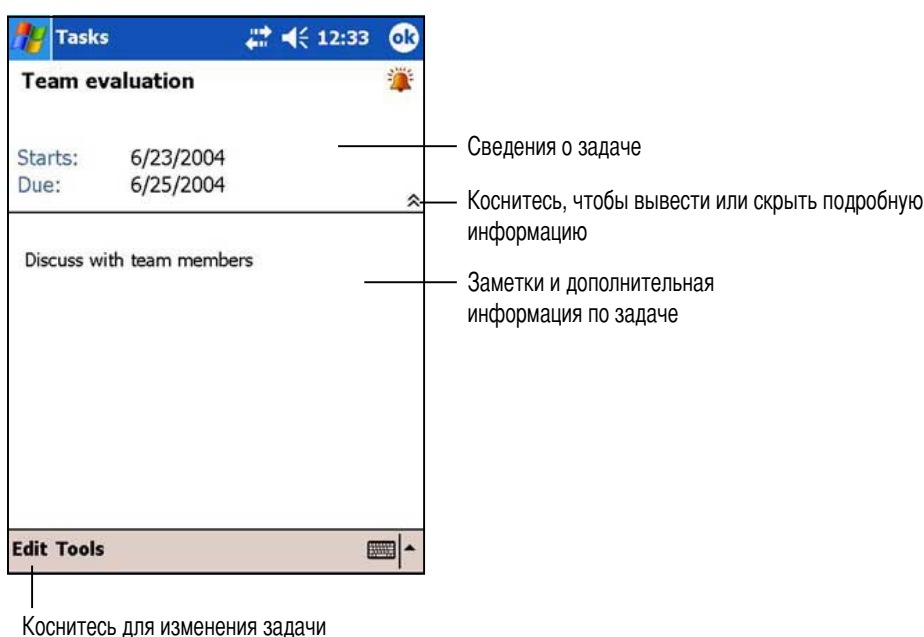 Tasks 12:33 ok
Team evaluation
Starts: 6/23/2004
Due: 6/25/2004
Discuss with team members
Edit Tools
Сведения о задаче
Коснитесь, чтобы вывести или скрыть подробную
информацию
Заметки и дополнительная
информация по задаче
Коснитесь для изменения задачи